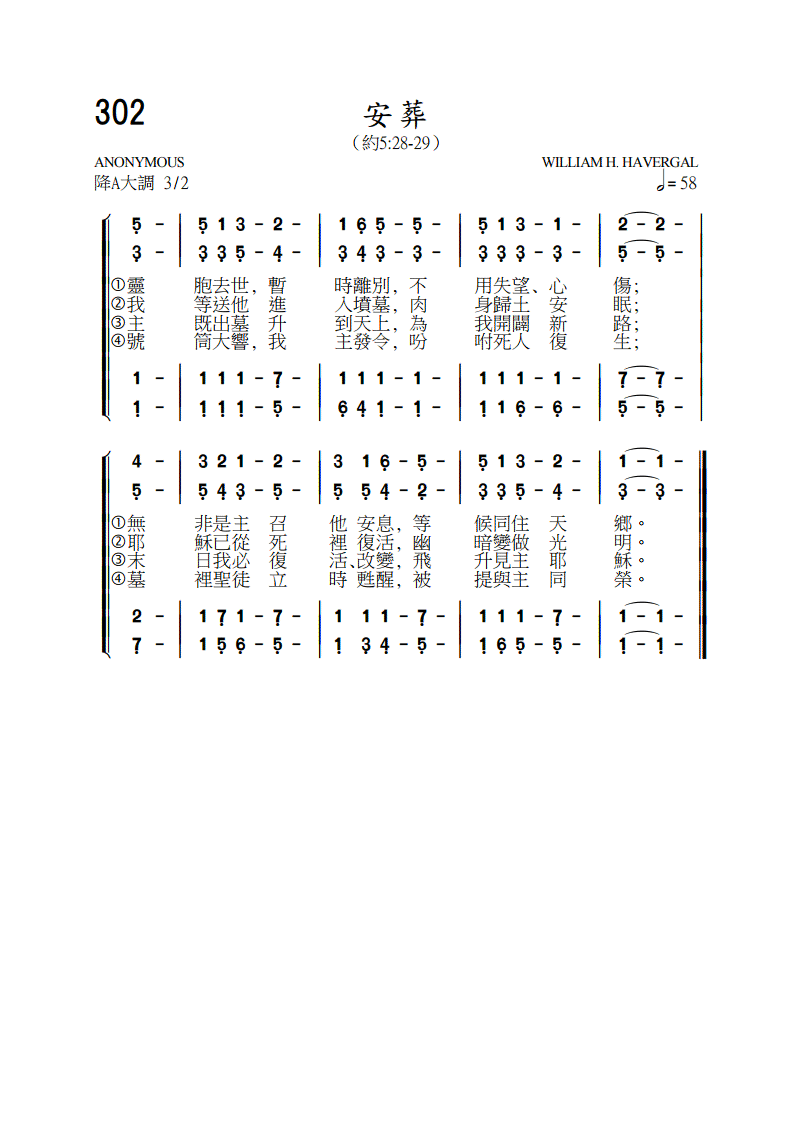 302
安葬
（約5:28-29）
ANONYMOUS WILLIAM H. HAVERGAL
降A大調 3/2 𝅗𝅥 = 58
5̣ - | 5̣ 1 3 - 2 - | 1 6̣ 5̣ - 5̣ - | 5̣ 1 3 - 1 - | 2 - 2 - |
3̣ - | 3̣ 3̣ 5̣ - 4̣ - | 3̣ 4̣ 3̣ - 3̣ - | 3̣ 3̣ 3̣ - 3̣ - | 5̣ - 5̣ - |
①靈 胞去世，暫 時離別，不 用失望、心 傷；
②我 等送他 進 入墳墓，肉 身歸土 安 眠；
③主 既出墓 升 到天上，為 我開闢 新 路；
④號 筒大響，我 主發令，吩 咐死人 復 生；
1 - | 1 1 1 - 7̣ - | 1 1 1 - 1 - | 1 1 1 - 1 - | 7̣ - 7̣ - |
1̣ - | 1̣ 1̣ 1̣ - 5̣ - | 6̣ 4̣ 1̣ - 1̣ - | 1̣ 1 6̣ - 6̣ - | 5̣ - 5̣ - |
4 - | 3 2 1 - 2 - | 3 1 6̣ - 5̣ - | 5̣ 1 3 - 2 - | 1 - 1 - ‖
5̣ - | 5̣ 4̣ 3̣ - 5̣ - | 5̣ 5̣ 4̣ - 2̣ - | 3̣ 3̣ 5̣ - 4̣ - | 3̣ - 3̣ - ‖
①無 非是主 召 他 安息，等 候同住 天 鄉。
②耶 穌已從 死 裡 復活，幽 暗變做 光 明。
③末 日我必 復 活、改變，飛 升見主 耶 穌。
④墓 裡聖徒 立 時 甦醒，被 提與主 同 榮。
2 - | 1 7̣ 1 - 7̣ - | 1 1 1 - 7̣ - | 1 1 1 - 7̣ - | 1 - 1 - ‖
7̣ - | 1 5̣ 6̣ - 5̣ - | 1̣ 3̣ 4̣ - 5̣ - | 1̣ 6̣ 5̣ - 5̣ - | 1̣ - 1̣ - ‖